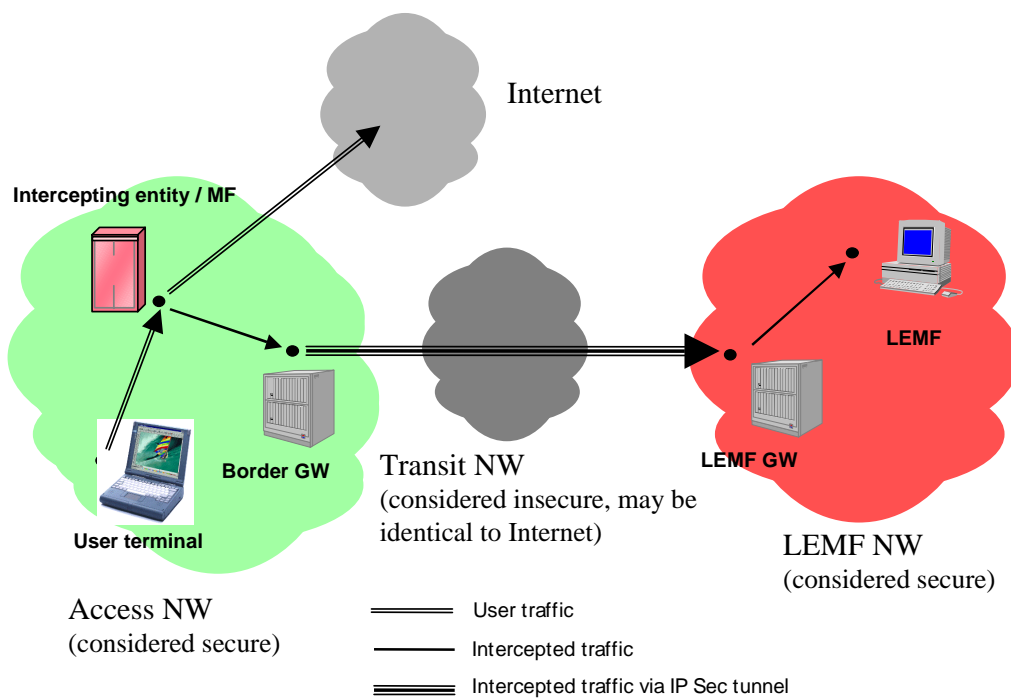 Internet
Intercepting entity / MF
LEMF
Border GW
LEMF GW
User terminal
Transit NW
(considered insecure, may be
identical to Internet)
LEMF NW
(considered secure)
Access NW
(considered secure)
User traffic
Intercepted traffic
Intercepted traffic via IP Sec tunnel